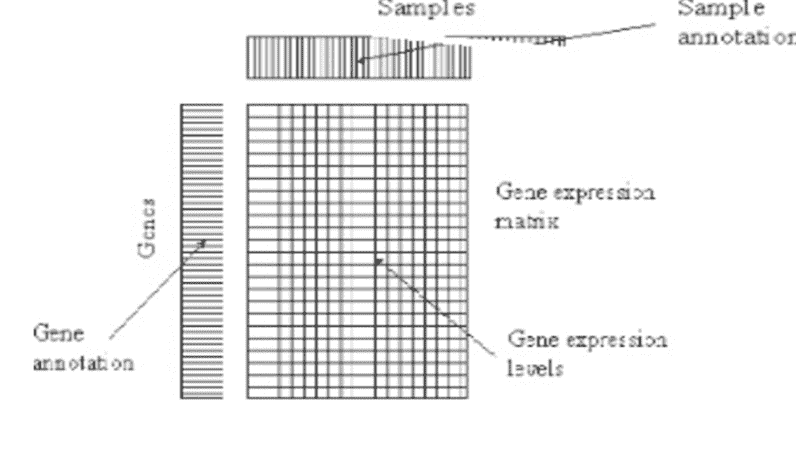 Samples
Sample
annotation
Gene expression
matrix
Genes
Gene
annotation
Gene expression
levels